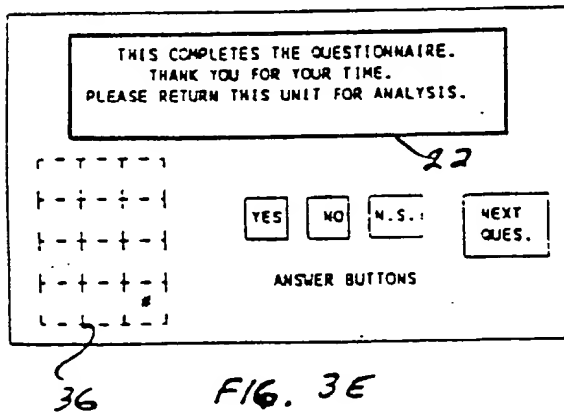 THIS COMPLETES THE QUESTIONNAIRE.
THANK YOU FOR YOUR TIME.
PLEASE RETURN THIS UNIT FOR ANALYSIS.
22
YES NO N.S. NEXT
QUES.
#
ANSWER BUTTONS
36
FIG. 3E